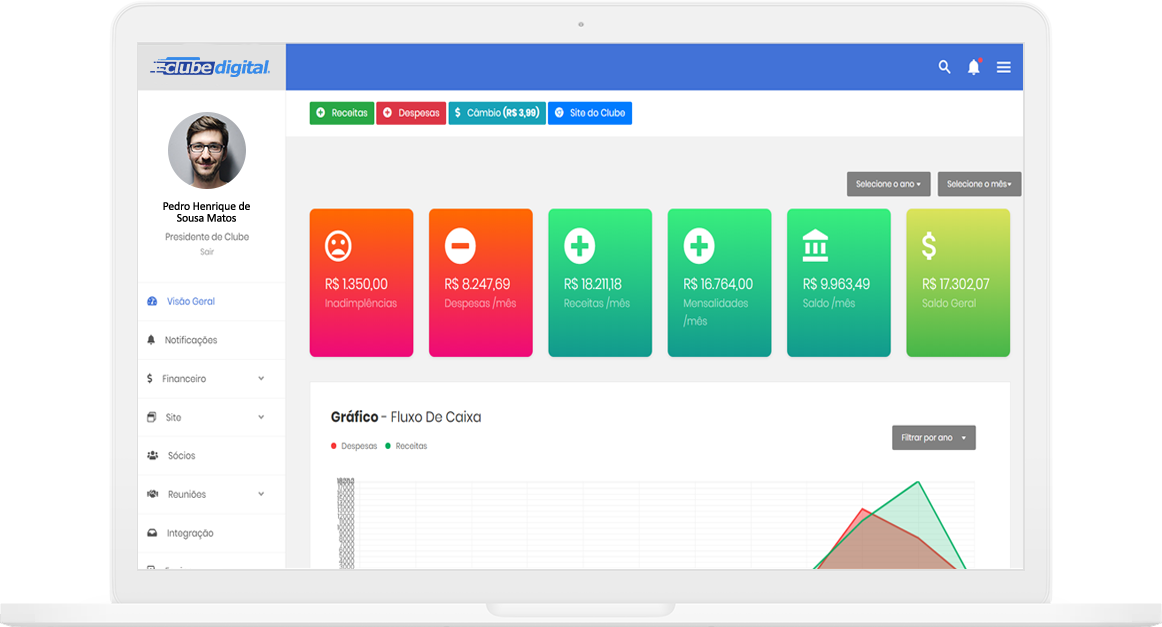 clubedigital
Receitas
Despesas
$ Câmbio (R$ 3,99)
Site do Clube
Pedro Henrique de
Sousa Matos
Presidente de Clube
Sair
Visão Geral
Notificações
$ Financeiro
Site
Sócios
Reuniões
Integração
Selecione o ano
Selecione o mês
R$ 1.350,00
Inadimplências
R$ 8.247,69
Despesas /mês
R$ 18.211,18
Receitas /mês
R$ 16.764,00
Mensalidades
/mês
R$ 9.963,49
Saldo /mês
$
R$ 17.302,07
Saldo Geral
Gráfico - Fluxo De Caixa
Despesas
Receitas
Filtrar por ano